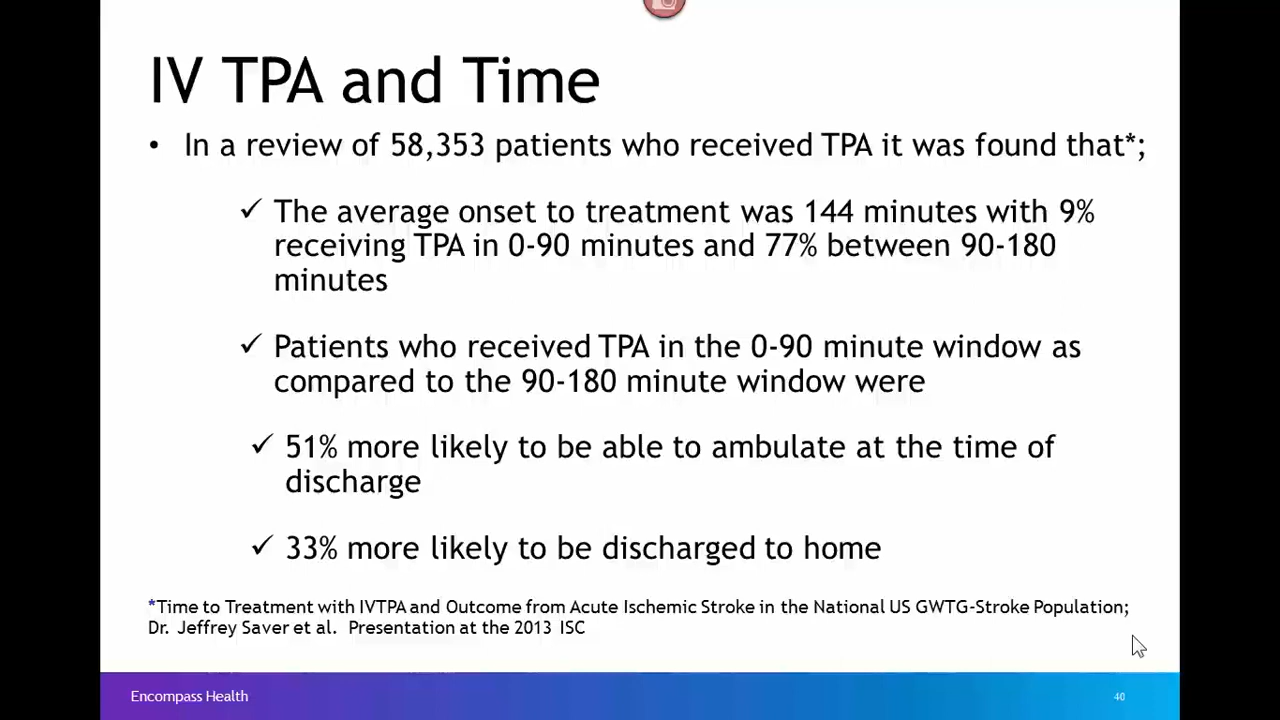 IV TPA and Time
• In a review of 58,353 patients who received TPA it was found that*;
✓ The average onset to treatment was 144 minutes with 9%
receiving TPA in 0-90 minutes and 77% between 90-180
minutes
✓ Patients who received TPA in the 0-90 minute window as
compared to the 90-180 minute window were
✓ 51% more likely to be able to ambulate at the time of
discharge
✓ 33% more likely to be discharged to home
*Time to Treatment with IVTPA and Outcome from Acute Ischemic Stroke in the National US GWTG-Stroke Population;
Dr. Jeffrey Saver et al. Presentation at the 2013 ISC
Encompass Health
40